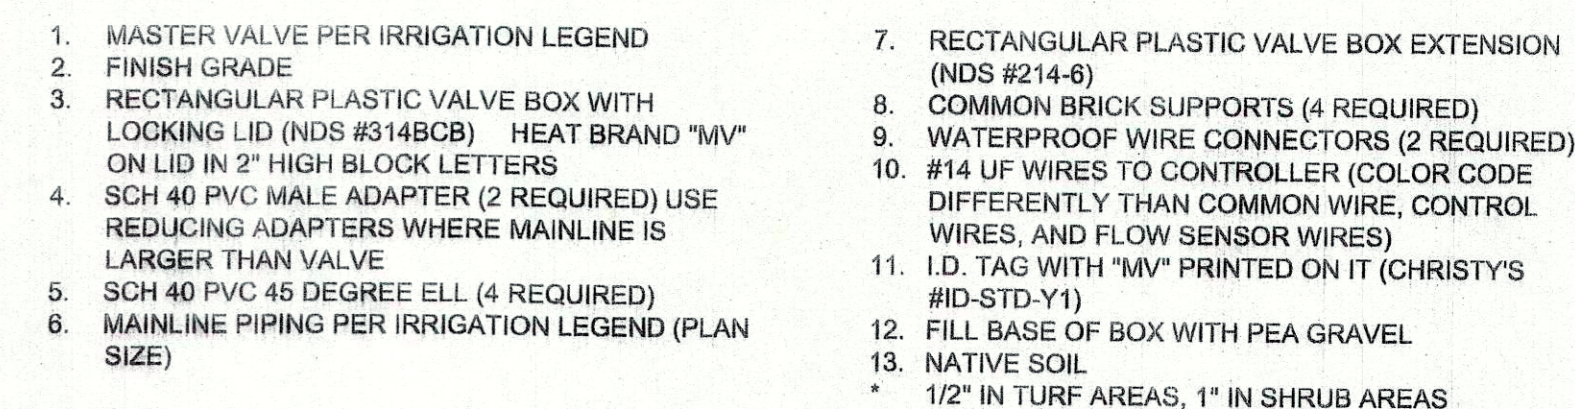 1. MASTER VALVE PER IRRIGATION LEGEND
2. FINISH GRADE
3. RECTANGULAR PLASTIC VALVE BOX WITH
LOCKING LID (NDS #314BCB) HEAT BRAND "MV"
ON LID IN 2" HIGH BLOCK LETTERS
4. SCH 40 PVC MALE ADAPTER (2 REQUIRED) USE
REDUCING ADAPTERS WHERE MAINLINE IS
LARGER THAN VALVE
5. SCH 40 PVC 45 DEGREE ELL (4 REQUIRED)
6. MAINLINE PIPING PER IRRIGATION LEGEND (PLAN
SIZE)
7. RECTANGULAR PLASTIC VALVE BOX EXTENSION
(NDS #214-6)
8. COMMON BRICK SUPPORTS (4 REQUIRED)
9. WATERPROOF WIRE CONNECTORS (2 REQUIRED)
10. #14 UF WIRES TO CONTROLLER (COLOR CODE
DIFFERENTLY THAN COMMON WIRE, CONTROL
WIRES, AND FLOW SENSOR WIRES)
11. I.D. TAG WITH "MV" PRINTED ON IT (CHRISTY'S
#ID-STD-Y1)
12. FILL BASE OF BOX WITH PEA GRAVEL
13. NATIVE SOIL
* 1/2" IN TURF AREAS, 1" IN SHRUB AREAS